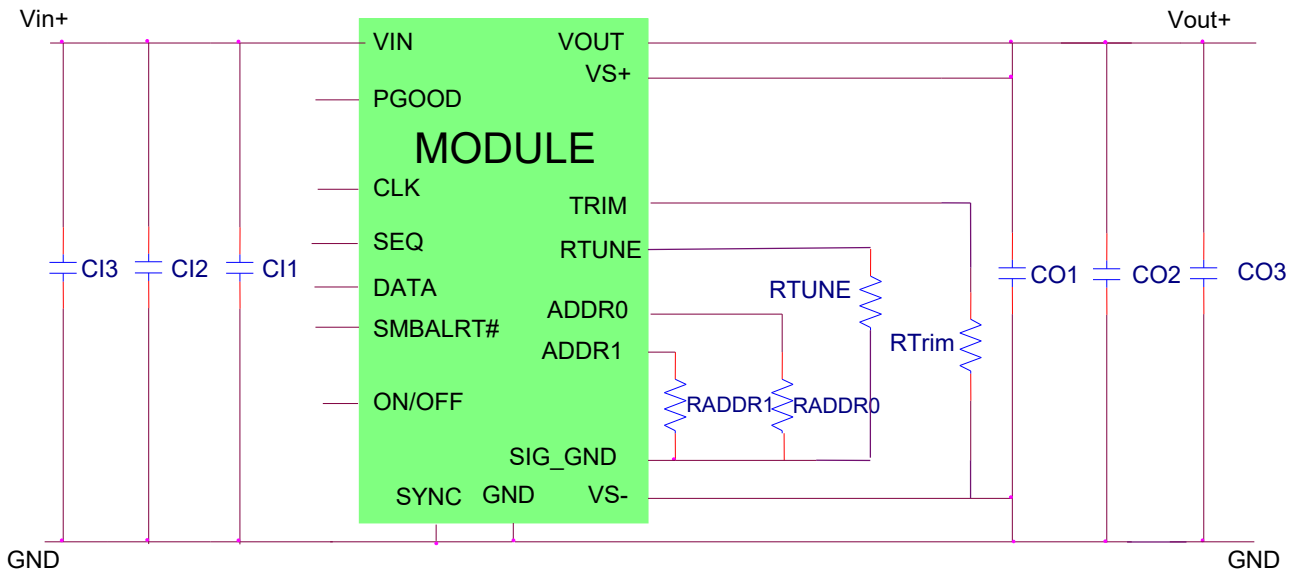 Vin+
Vout+
VIN
VOUT
VS+
PGOOD
MODULE
CLK
TRIM
SEQ
RTUNE
CI3
CI2
CI1
CO1
CO2
CO3
DATA
RTUNE
ADDR0
SMBALRT#
RTrim
ADDR1
ON/OFF
RADDR1
RADDR0
SIG_GND
SYNC
GND
VS-
GND
GND